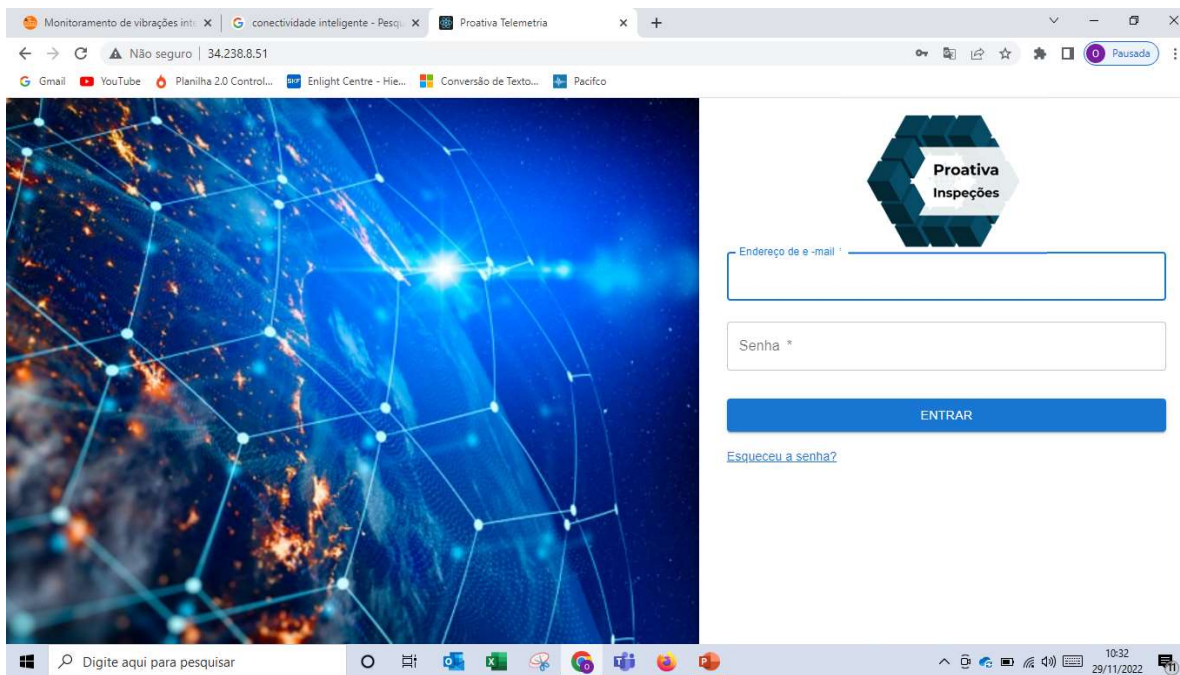 Monitoramento de vibrações inte
conectividade inteligente - Pesqu
Proativa Telemetria
Não seguro | 34.238.8.51
O Pausada
Gmail YouTube Planilha 2.0 Control... Enlight Centre - Hie... Conversão de Texto... Pacifco
Proativa
Inspeções
Endereço de e -mail *
Senha *
ENTRAR
Esqueceu a senha?
Digite aqui para pesquisar
10:32
29/11/2022